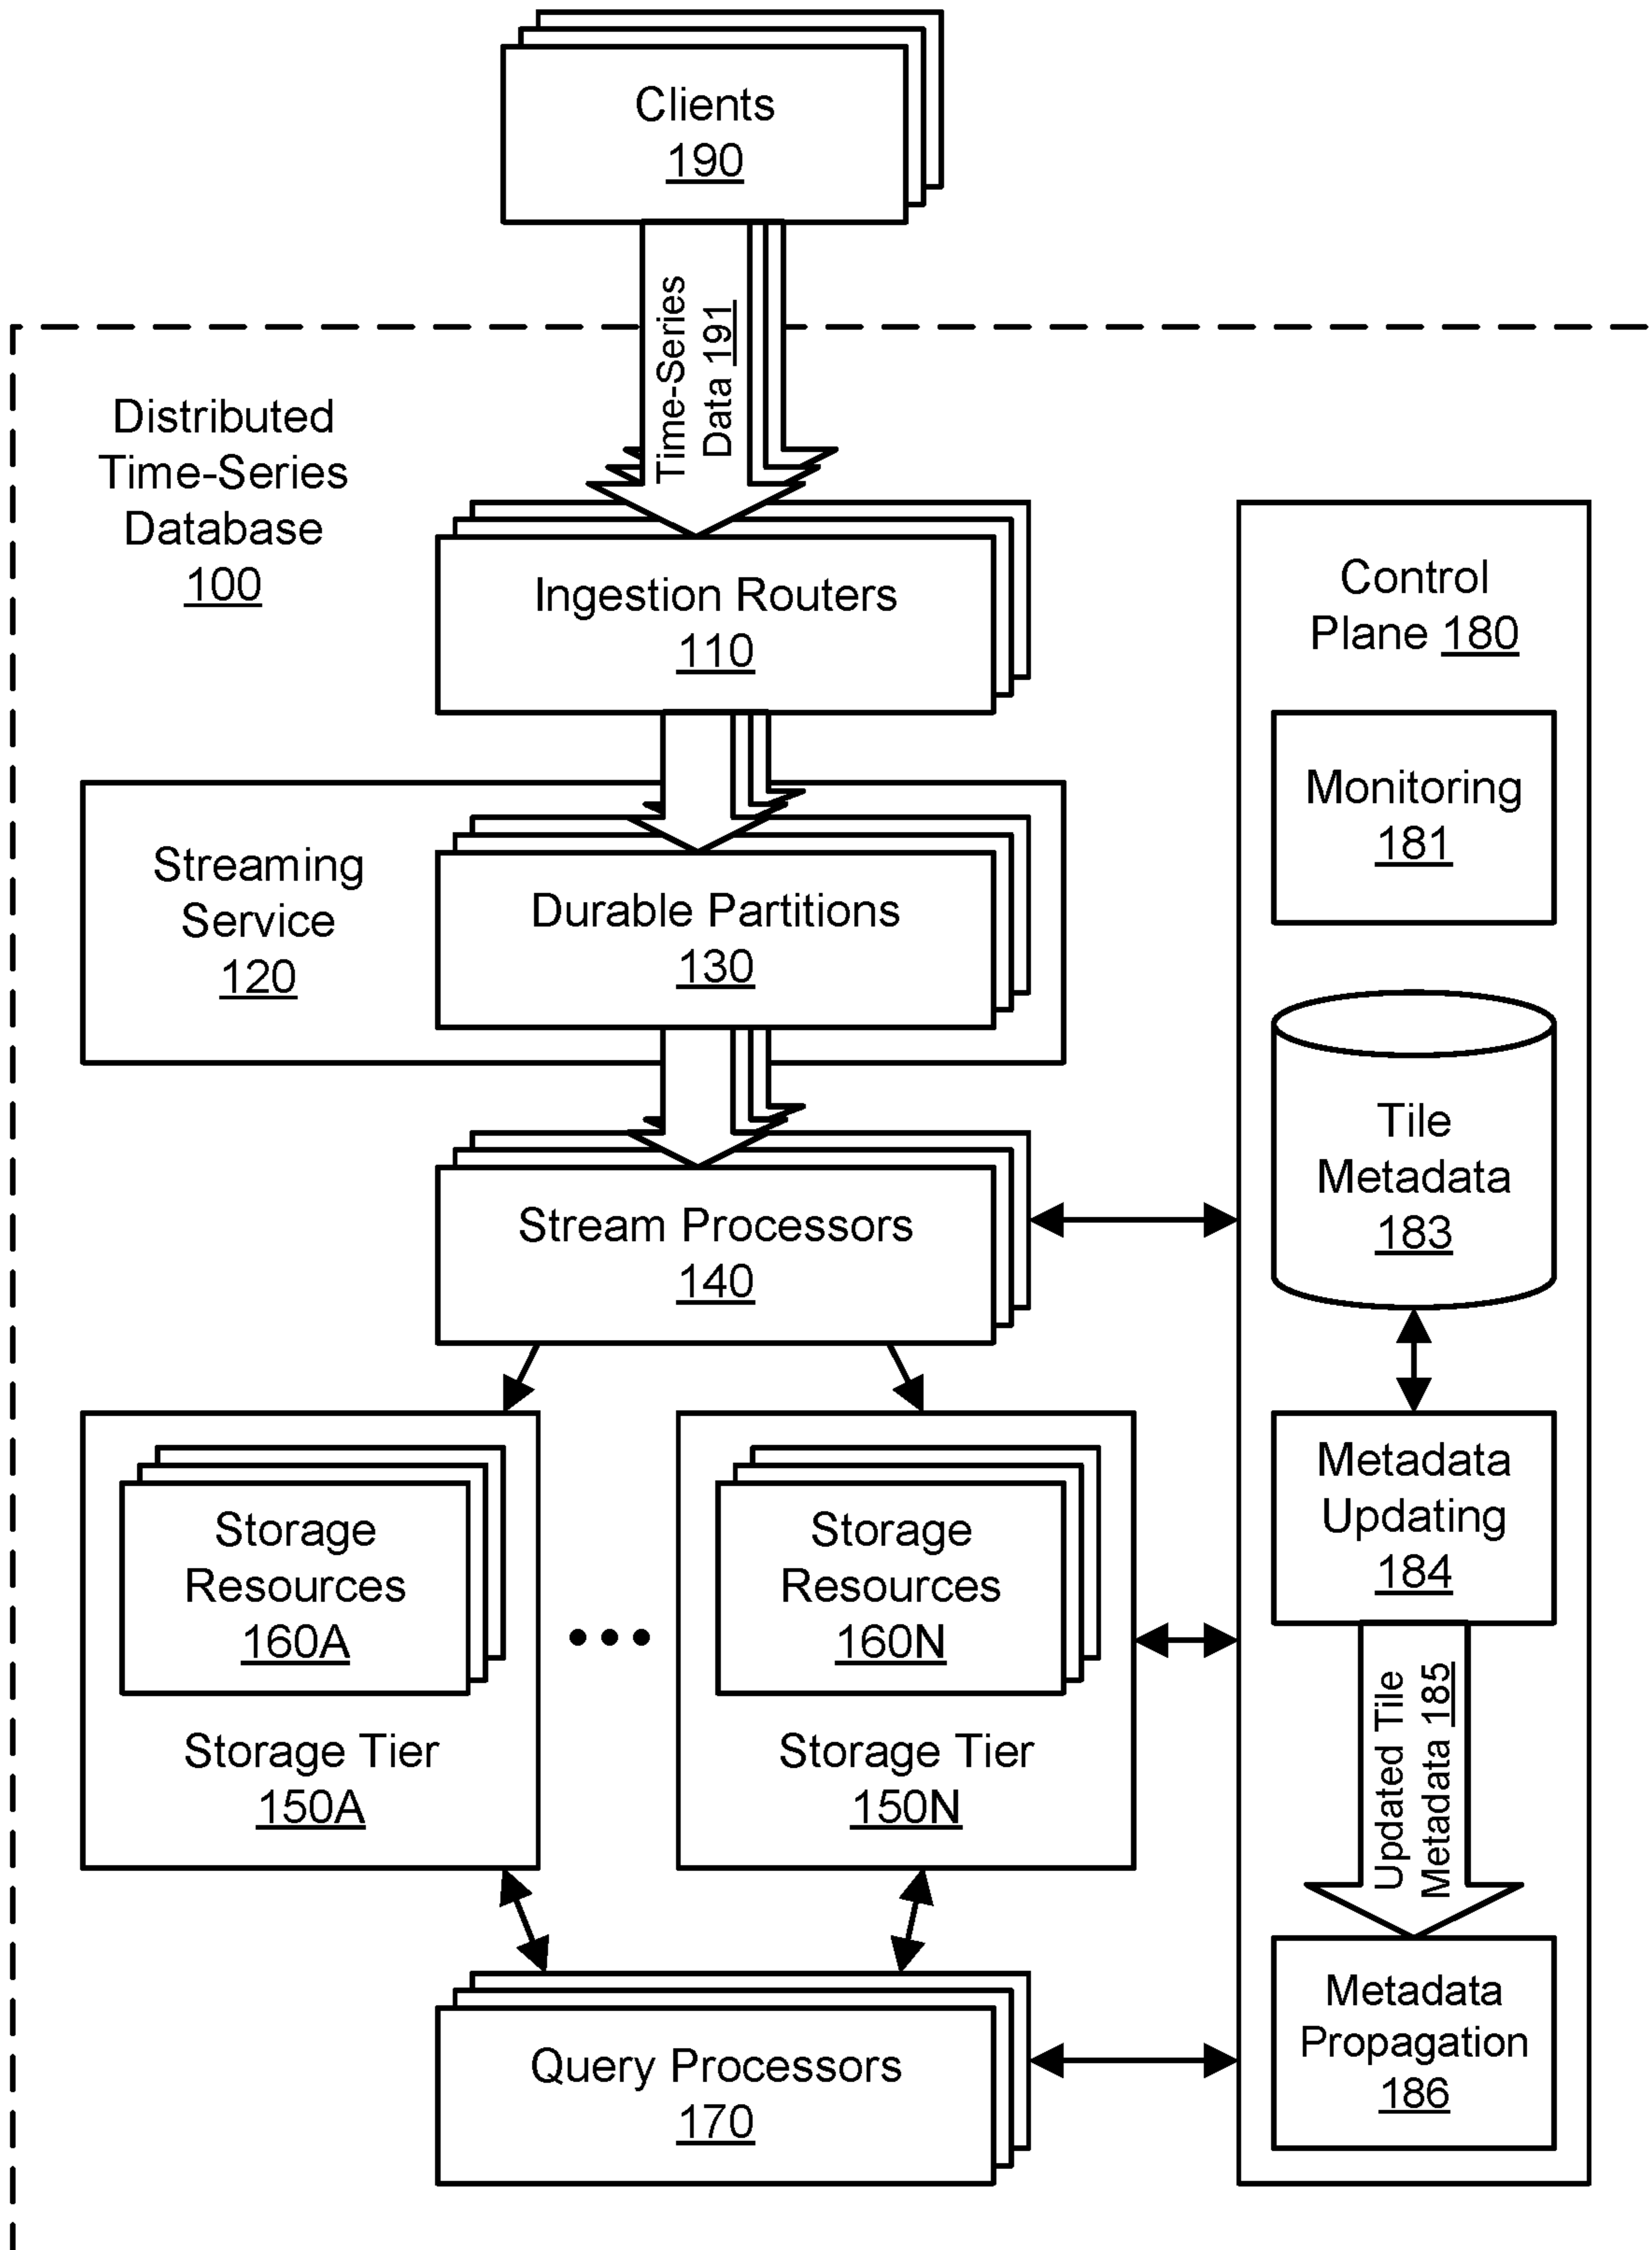 Clients
190
Time-Series
Data 191
Distributed
Time-Series
Database
100
Ingestion Routers
110
Control
Plane 180
Monitoring
181
Streaming
Service
120
Durable Partitions
130
Tile
Metadata
183
Stream Processors
140
Storage
Resources
160A
Storage Tier
150A
Storage
Resources
160N
Storage Tier
150N
Metadata
Updating
184
Updated Tile
Metadata 185
Query Processors
170
Metadata
Propagation
186